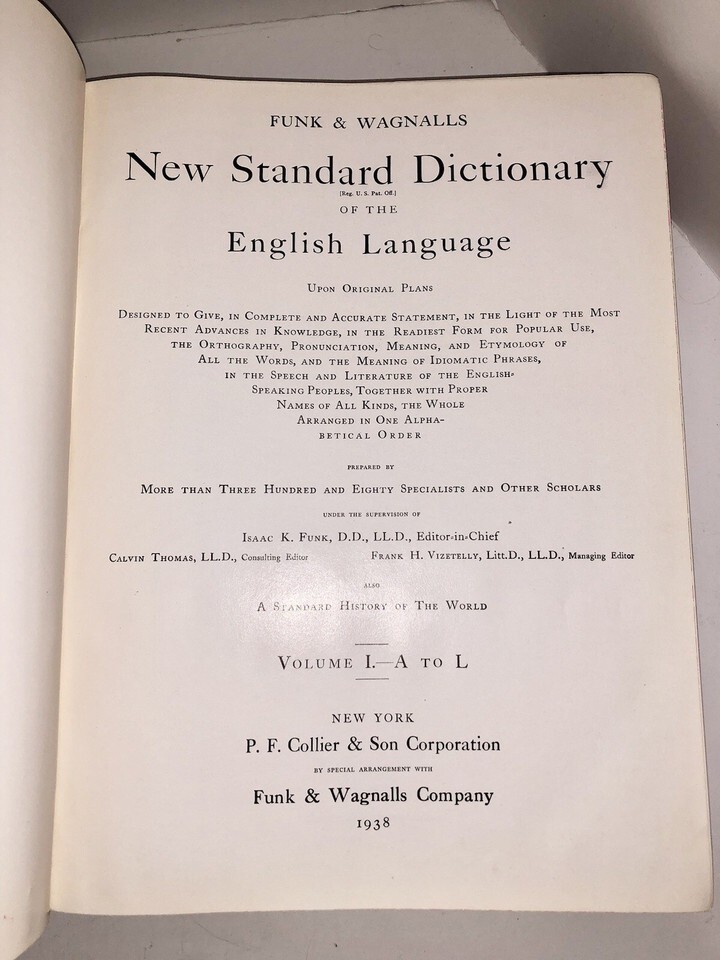 FUNK & WAGNALLS
New Standard Dictionary
[Reg. U. S. Pat. Off.]
OF THE
English Language
Upon Original Plans
Designed to Give, in Complete and Accurate Statement, in the Light of the Most
Recent Advances in Knowledge, in the Readiest Form for Popular Use,
the Orthography, Pronunciation, Meaning, and Etymology of
All the Words, and the Meaning of Idiomatic Phrases,
in the Speech and Literature of the English-
Speaking Peoples, Together with Proper
Names of All Kinds, the Whole
Arranged in One Alpha-
betical Order
PREPARED BY
More than Three Hundred and Eighty Specialists and Other Scholars
UNDER THE SUPERVISION OF
Isaac K. Funk, D.D., LL.D., Editor-in-Chief
Calvin Thomas, LL.D., Consulting Editor Frank H. Vizetelly, Litt.D., LL.D., Managing Editor
ALSO
A Standard History of The World
Volume I.—A to L
NEW YORK
P. F. Collier & Son Corporation
BY SPECIAL ARRANGEMENT WITH
Funk & Wagnalls Company
1938